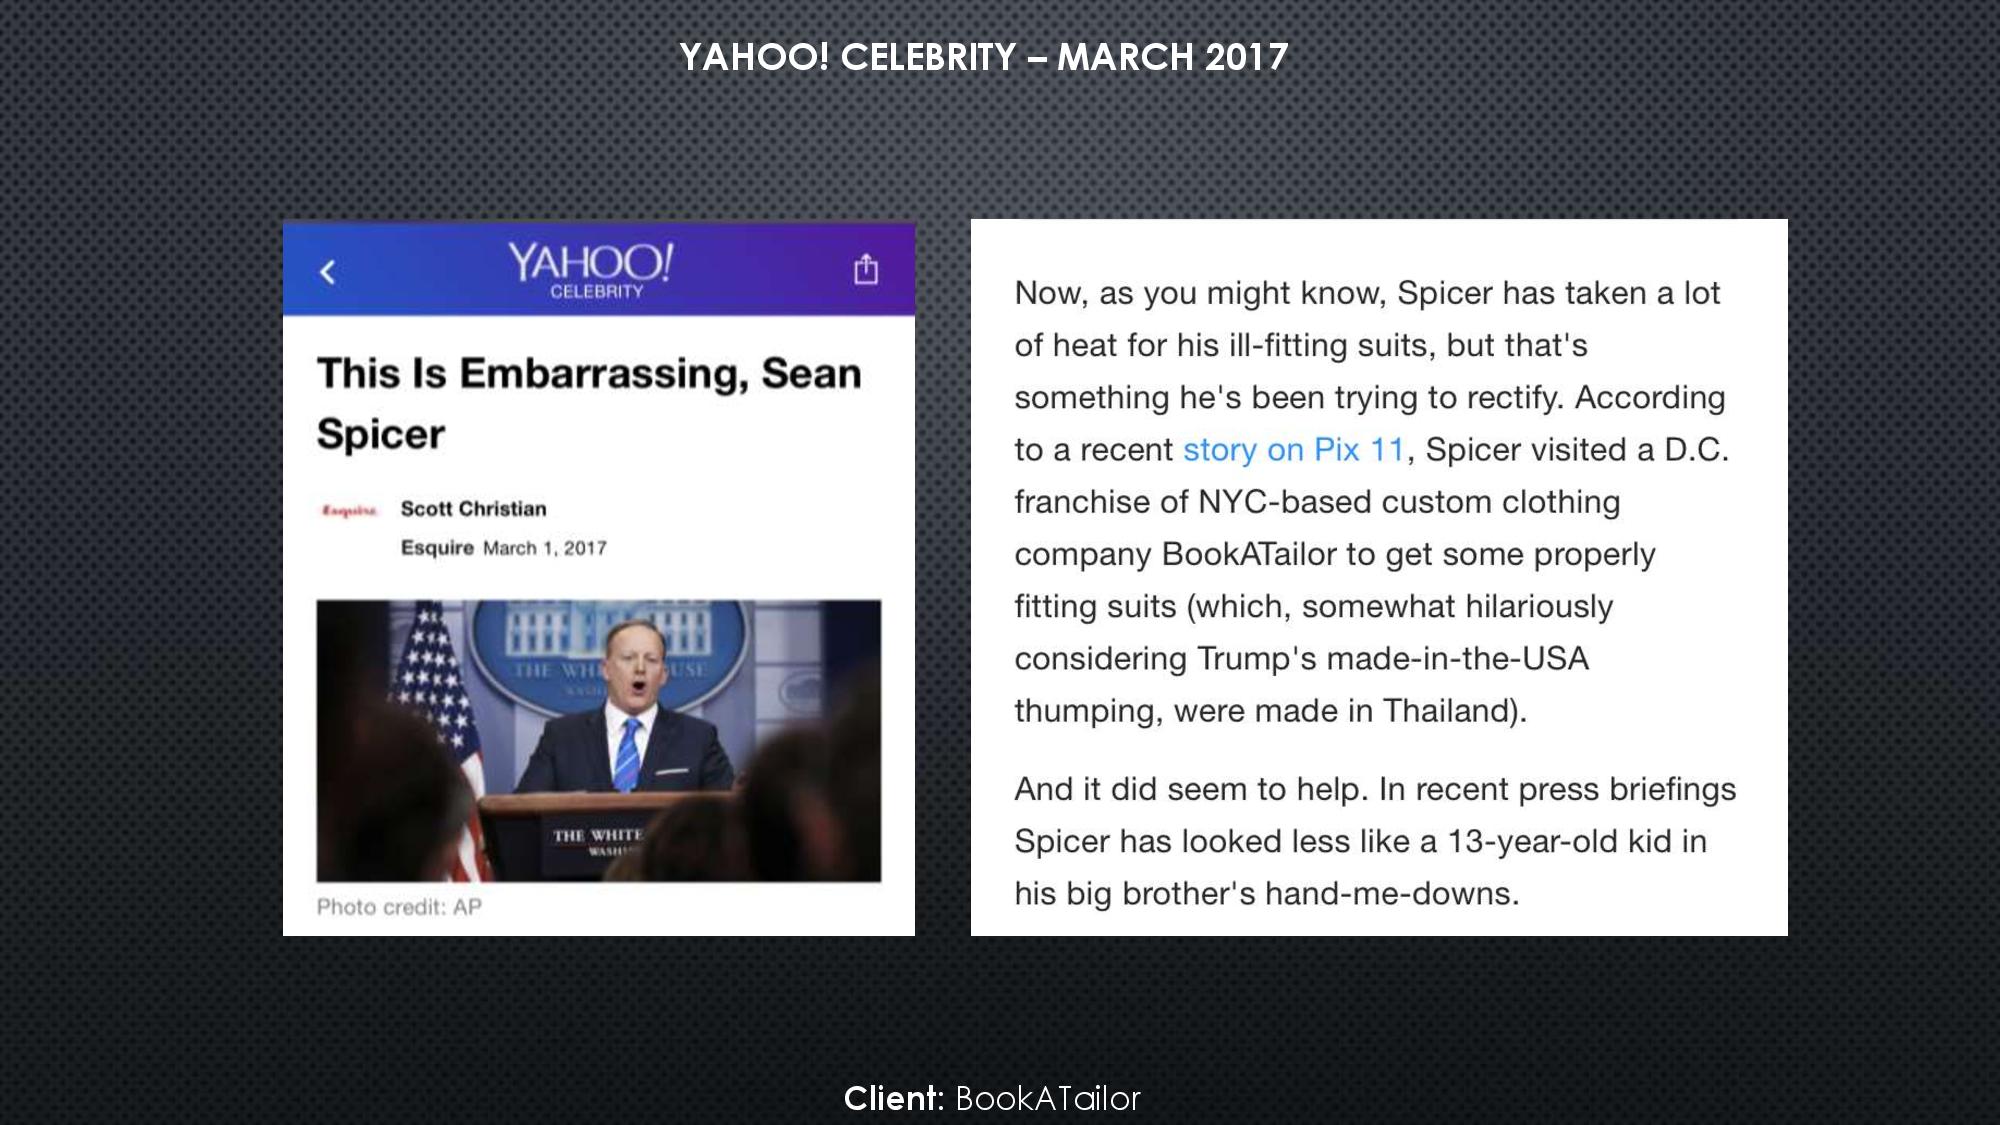 YAHOO! CELEBRITY – MARCH 2017
YAHOO!
CELEBRITY
This Is Embarrassing, Sean
Spicer
Esquire
Scott Christian
Esquire March 1, 2017
THE WHITE HOUSE
THE WHITE
Photo credit: AP
Now, as you might know, Spicer has taken a lot
of heat for his ill-fitting suits, but that's
something he's been trying to rectify. According
to a recent story on Pix 11, Spicer visited a D.C.
franchise of NYC-based custom clothing
company BookATailor to get some properly
fitting suits (which, somewhat hilariously
considering Trump's made-in-the-USA
thumping, were made in Thailand).
And it did seem to help. In recent press briefings
Spicer has looked less like a 13-year-old kid in
his big brother's hand-me-downs.
Client: BookATailor